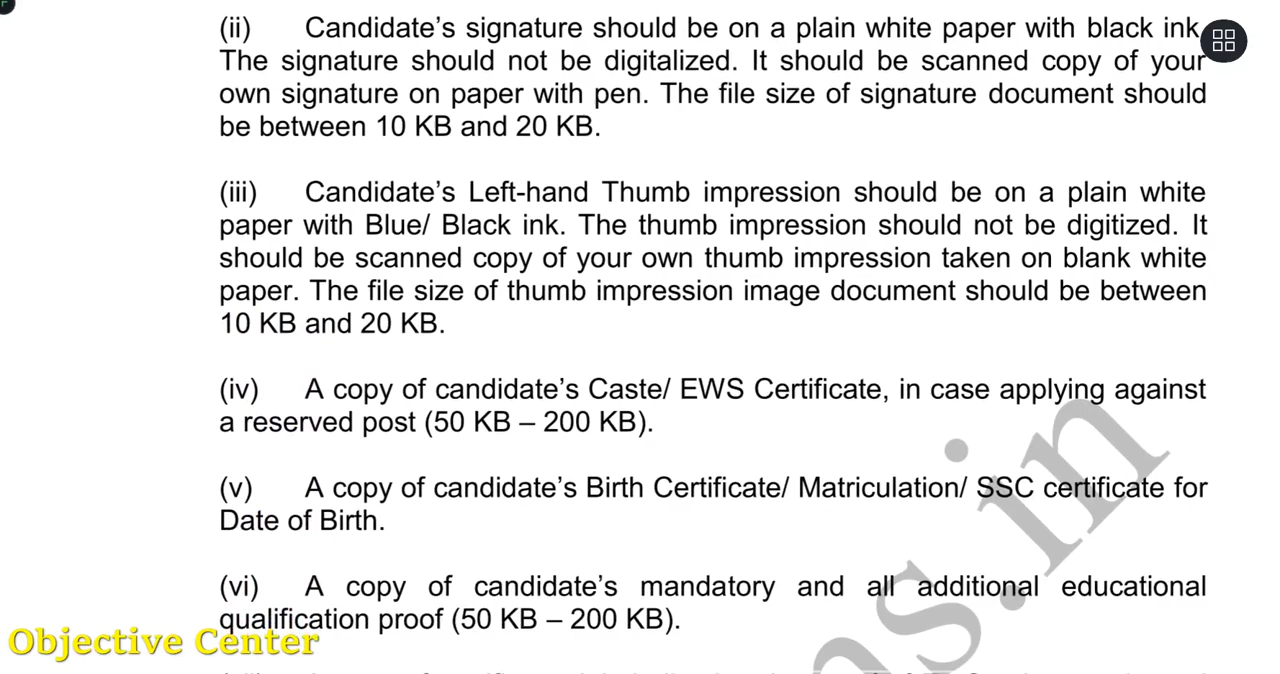 (ii) Candidate’s signature should be on a plain white paper with black ink.
The signature should not be digitalized. It should be scanned copy of your
own signature on paper with pen. The file size of signature document should
be between 10 KB and 20 KB.
(iii) Candidate’s Left-hand Thumb impression should be on a plain white
paper with Blue/ Black ink. The thumb impression should not be digitized. It
should be scanned copy of your own thumb impression taken on blank white
paper. The file size of thumb impression image document should be between
10 KB and 20 KB.
(iv) A copy of candidate’s Caste/ EWS Certificate, in case applying against
a reserved post (50 KB – 200 KB).
(v) A copy of candidate’s Birth Certificate/ Matriculation/ SSC certificate for
Date of Birth.
(vi) A copy of candidate’s mandatory and all additional educational
qualification proof (50 KB – 200 KB).
Objective Center
ns.in